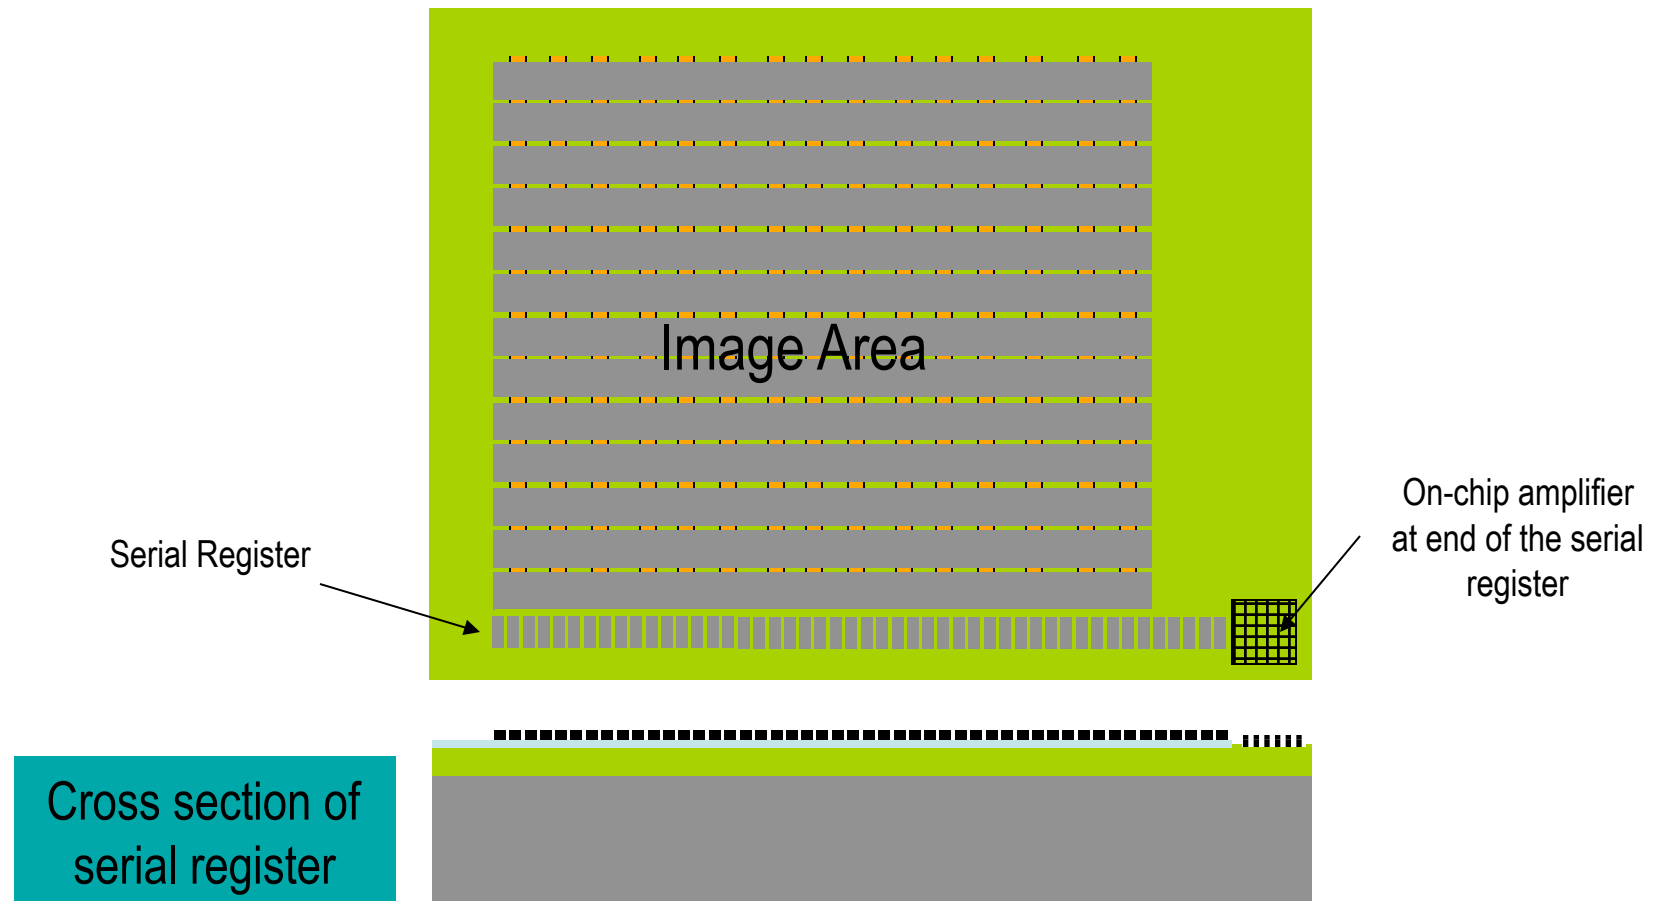 Image Area
Serial Register
On-chip amplifier
at end of the serial
register
Cross section of
serial register